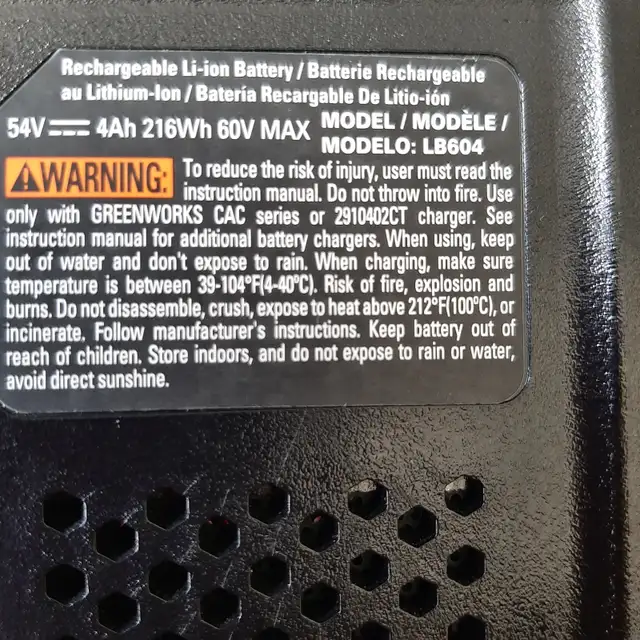 Rechargeable Li-ion Battery / Batterie Rechargeable
au Lithium-Ion / Batería Recargable De Litio-ión
54V⎓ 4Ah 216Wh 60V MAX MODEL / MODÈLE /
MODELO: LB604
WARNING: To reduce the risk of injury, user must read the
instruction manual. Do not throw into fire. Use
only with GREENWORKS CAC series or 2910402CT charger. See
instruction manual for additional battery chargers. When using, keep
out of water and don't expose to rain. When charging, make sure
temperature is between 39-104°F(4-40°C). Risk of fire, explosion and
burns. Do not disassemble, crush, expose to heat above 212°F(100°C), or
incinerate. Follow manufacturer's instructions. Keep battery out of
reach of children. Store indoors, and do not expose to rain or water,
avoid direct sunshine.